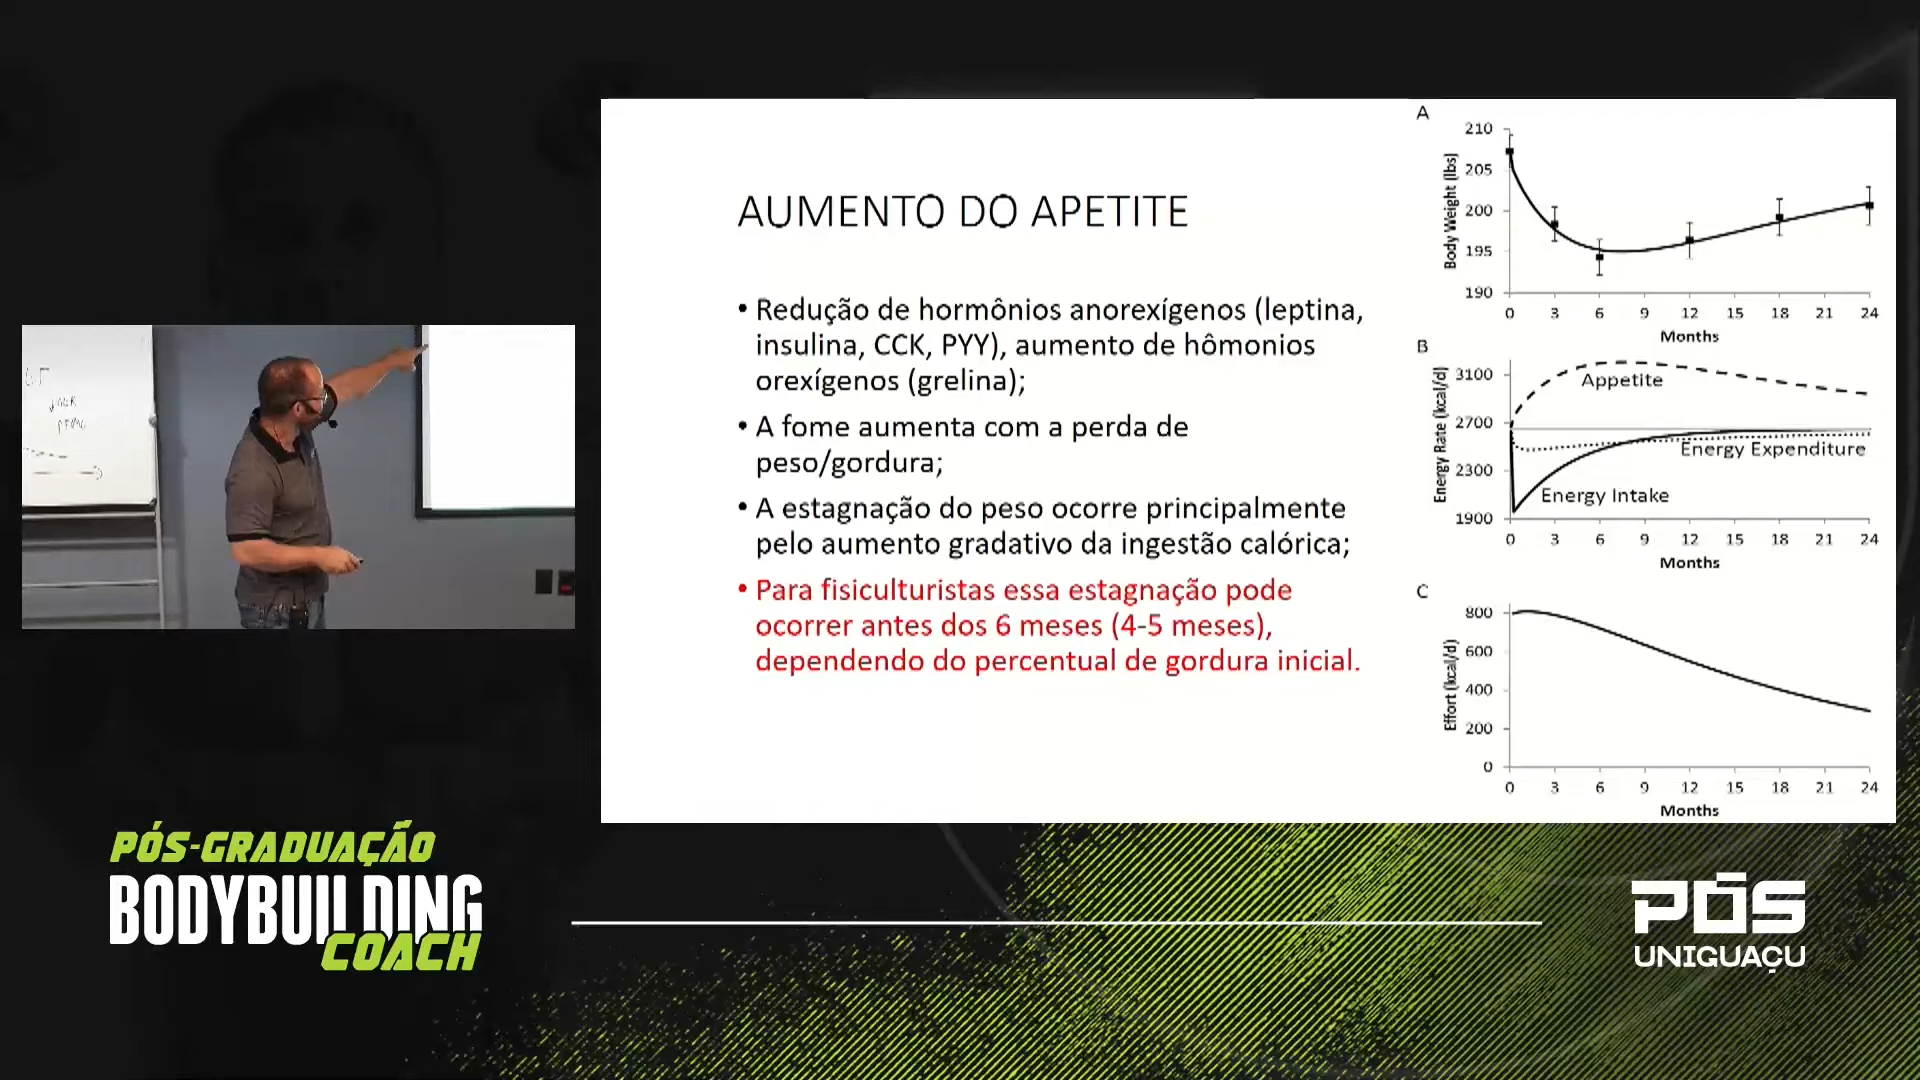 AUMENTO DO APETITE
• Redução de hormônios anorexígenos (leptina,
insulina, CCK, PYY), aumento de hômonios
orexígenos (grelina);
• A fome aumenta com a perda de
peso/gordura;
• A estagnação do peso ocorre principalmente
pelo aumento gradativo da ingestão calórica;
• Para fisiculturistas essa estagnação pode
ocorrer antes dos 6 meses (4-5 meses),
dependendo do percentual de gordura inicial.
A
Body Weight (lbs)
210
205
200
195
190
0 3 6 9 12 15 18 21 24
Months
B
Energy Rate (kcal/d)
3100
2700
2300
1900
Appetite
Energy Expenditure
Energy Intake
0 3 6 9 12 15 18 21 24
Months
C
Effort (kcal/d)
800
600
400
200
0
0 3 6 9 12 15 18 21 24
Months
PÓS-GRADUAÇÃO
BODYBUILDING
COACH
PÓS
UNIGUAÇU